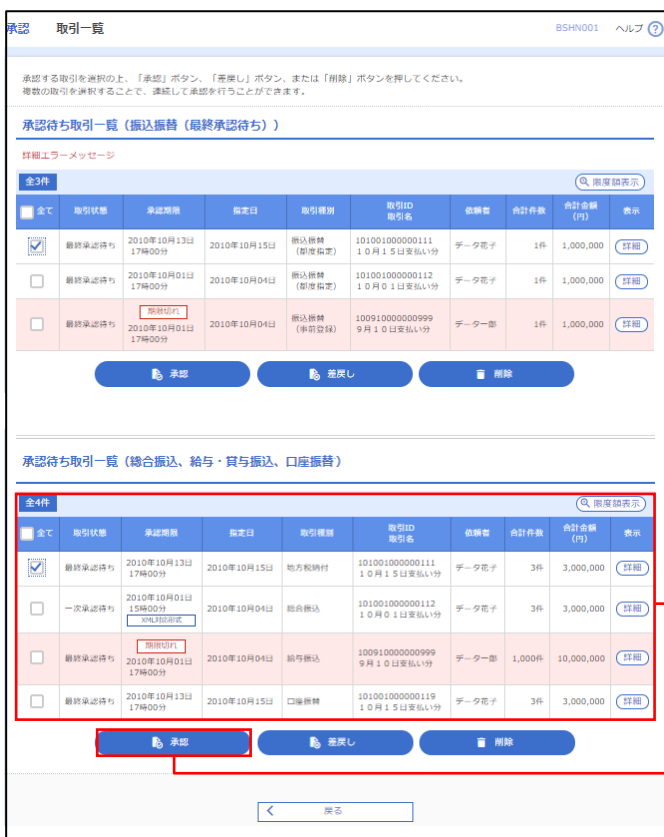 承認 取引一覧 BSHN001 ヘルプ ?
承認する取引を選択の上、「承認」ボタン、「差戻し」ボタン、または「削除」ボタンを押してください。
複数の取引を選択することで、連続して承認を行うことができます。
承認待ち取引一覧（振込振替（最終承認待ち））
詳細エラーメッセージ
全3件 限度額表示
全て 取引状態 承認期限 指定日 取引種別 取引ID 取引名 依頼者 合計件数 合計金額(円) 表示
最終承認待ち 2010年10月13日 17時00分 2010年10月15日 振込振替（都度指定） 101001000000111 １０月１５日支払い分 データ花子 1件 1,000,000 詳細
最終承認待ち 2010年10月01日 17時00分 2010年10月04日 振込振替（都度指定） 101001000000112 １０月０１日支払い分 データ花子 1件 1,000,000 詳細
最終承認待ち 期限切れ 2010年10月01日 17時00分 2010年10月04日 振込振替（事前登録） 100910000000999 ９月１０日支払い分 データ一郎 1件 1,000,000 詳細
承認 差戻し 削除
承認待ち取引一覧（総合振込、給与・賞与振込、口座振替）
全4件 限度額表示
全て 取引状態 承認期限 指定日 取引種別 取引ID 取引名 依頼者 合計件数 合計金額(円) 表示
最終承認待ち 2010年10月13日 17時00分 2010年10月15日 地方税納付 101001000000111 １０月１５日支払い分 データ花子 3件 3,000,000 詳細
一次承認待ち 2010年10月01日 15時00分 XML対応形式 2010年10月04日 総合振込 101001000000112 １０月０１日支払い分 データ花子 3件 3,000,000 詳細
最終承認待ち 期限切れ 2010年10月01日 17時00分 2010年10月04日 給与振込 100910000000999 ９月１０日支払い分 データ一郎 1,000件 10,000,000 詳細
最終承認待ち 2010年10月13日 17時00分 2010年10月15日 口座振替 101001000000119 １０月１５日支払い分 データ花子 3件 3,000,000 詳細
承認 差戻し 削除
戻る